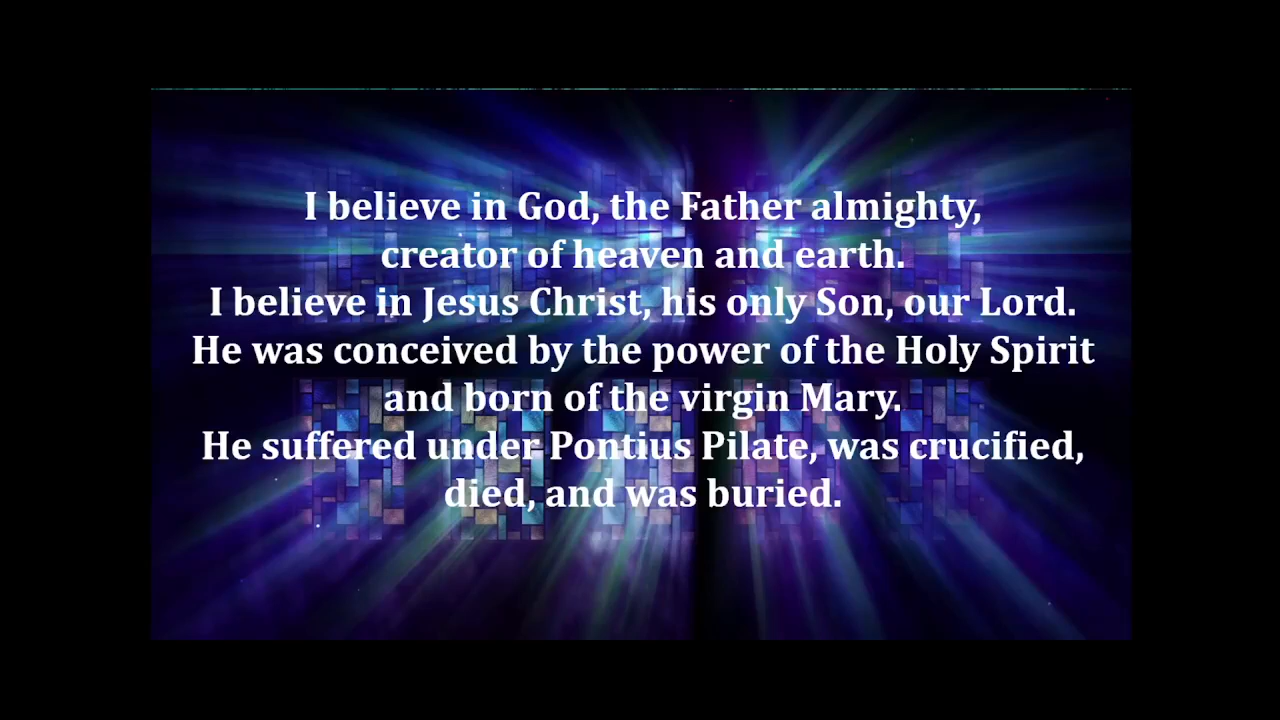 I believe in God, the Father almighty,
creator of heaven and earth.
I believe in Jesus Christ, his only Son, our Lord.
He was conceived by the power of the Holy Spirit
and born of the virgin Mary.
He suffered under Pontius Pilate, was crucified,
died, and was buried.